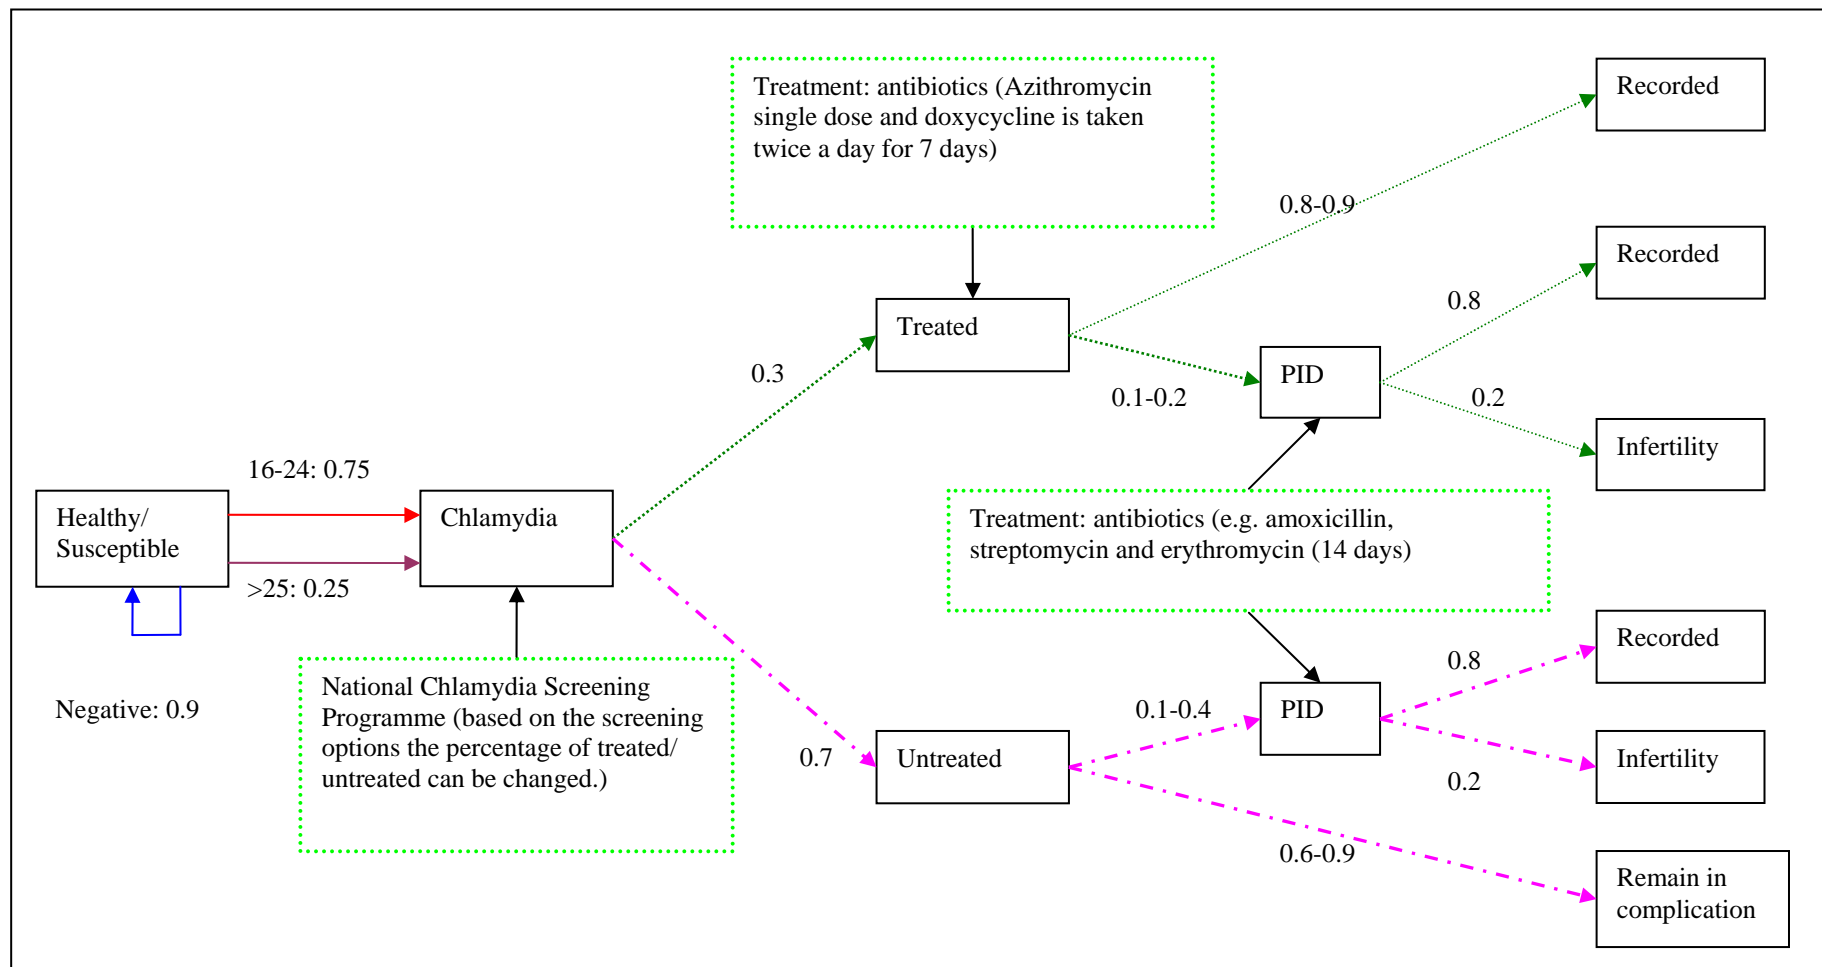 Treatment: antibiotics (Azithromycin
single dose and doxycycline is taken
twice a day for 7 days)
Recorded
0.8-0.9
Recorded
0.8
Treated
PID
0.3
0.1-0.2
0.2
Infertility
16-24: 0.75
Healthy/
Susceptible
Chlamydia
>25: 0.25
Negative: 0.9
Treatment: antibiotics (e.g. amoxicillin,
streptomycin and erythromycin (14 days)
National Chlamydia Screening
Programme (based on the screening
options the percentage of treated/
untreated can be changed.)
0.7
Untreated
0.1-0.4
PID
0.8
Recorded
0.2
Infertility
0.6-0.9
Remain in
complication